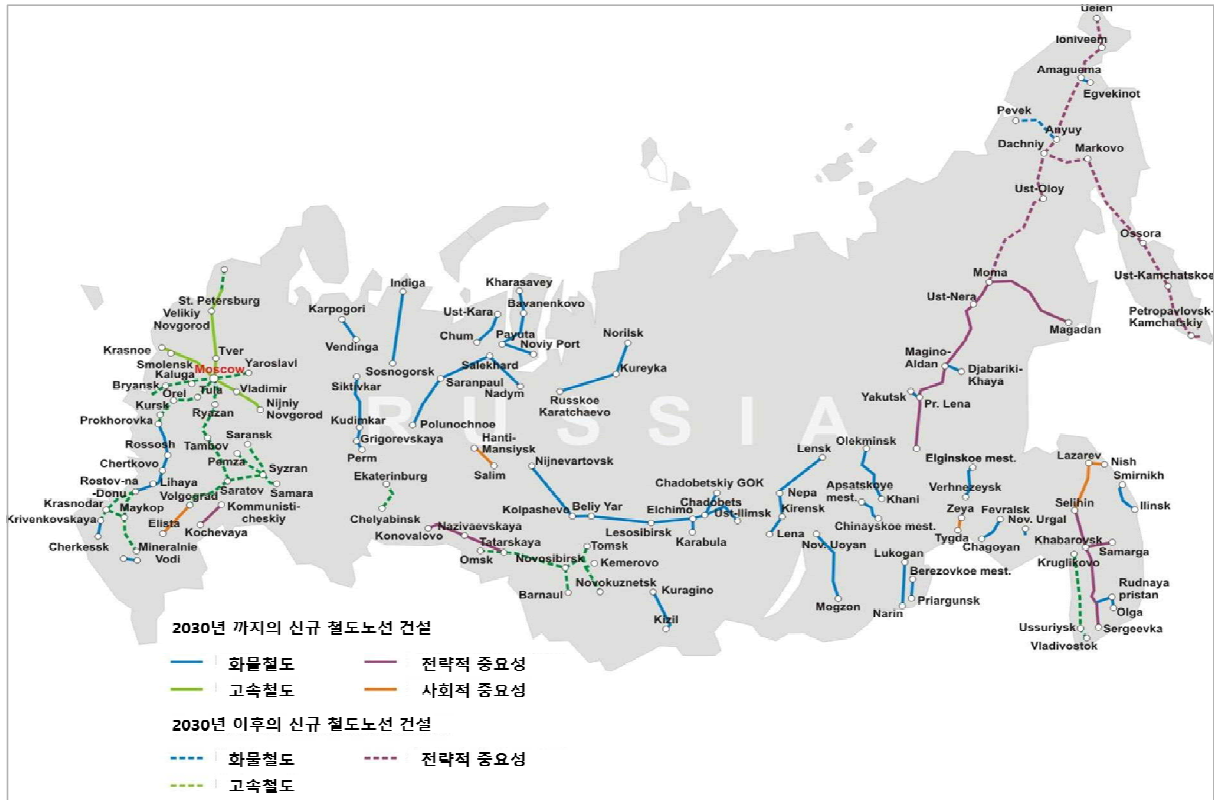 Uelen
Ioniveem
Amaguema
Egvekinot
Pevek
Anyuy
Dachniy
Markovo
Ust-Oloy
Ossora
Ust-Kamchatskoe
Petropavlovsk-
Kamchatskiy
Moma
Ust-Nera
Magadan
Magino-
Aldan
Djabariki-
Khaya
Yakutsk
Pr. Lena
St. Petersburg
Velikiy
Novgorod
Krasnoe
Smolensk
Tver
Yaroslavl
Moscow
Kaluga
Bryansk
Orel
Tula
Vladimir
Kursk
Ryazan
Nijniy
Novgorod
Prokhorovka
Rossosh
Tambov
Saransk
Chertkovo
Pemza
Syzran
Rostov-na
-Donu
Lihaya
Saratov
Samara
Krasnodar
Volgograd
Maykop
Kommunisti-
cheskiy
Krivenkovskaya
Elista
Kochevaya
Cherkessk
Mineralnie
Vodi
Karpogori
Vendinga
Indiga
Sosnogorsk
Siktivkar
Kudimkar
Grigorevskaya
Perm
Ekaterinburg
Chelyabinsk
Kharasavey
Bavanenkovo
Ust-Kara
Chum
Payuta
Noviy Port
Salekhard
Saranpaul
Nadym
Polunochnoe
Norilsk
Kureyka
Russkoe
Karatchaevo
RUSSIA
Hanti-
Mansiysk
Salim
Nijnevartovsk
Kolpashevo
Beliy Yar
Lesosibirsk
Elchimo
Karabula
Chadobetskiy GOK
Chadobets
Ust-Ilimsk
Konovalovo
Nazivaevskaya
Tatarskaya
Omsk
Novosibirsk
Tomsk
Kemerovo
Novokuznetsk
Barnaul
Kuragino
Kizil
Lensk
Nepa
Kirensk
Lena
Olekminsk
Apsatskoye
mest.
Khani
Chinayskoe mest.
Nov. Uoyan
Mogzon
Lukogan
Berezovkoe mest.
Narin
Priargunsk
Elginskoe mest.
Verhnezeysk
Zeya
Tygda
Fevralsk
Chagoyan
Nov. Urgal
Lazarev
Nish
Smirnikh
Ilinsk
Selihin
Khabarovsk
Samarga
Kruglikovo
Rudnaya
pristan
Olga
Ussuriysk
Sergeevka
Vladivostok
2030년 까지의 신규 철도노선 건설
화물철도
전략적 중요성
고속철도
사회적 중요성
2030년 이후의 신규 철도노선 건설
화물철도
전략적 중요성
고속철도